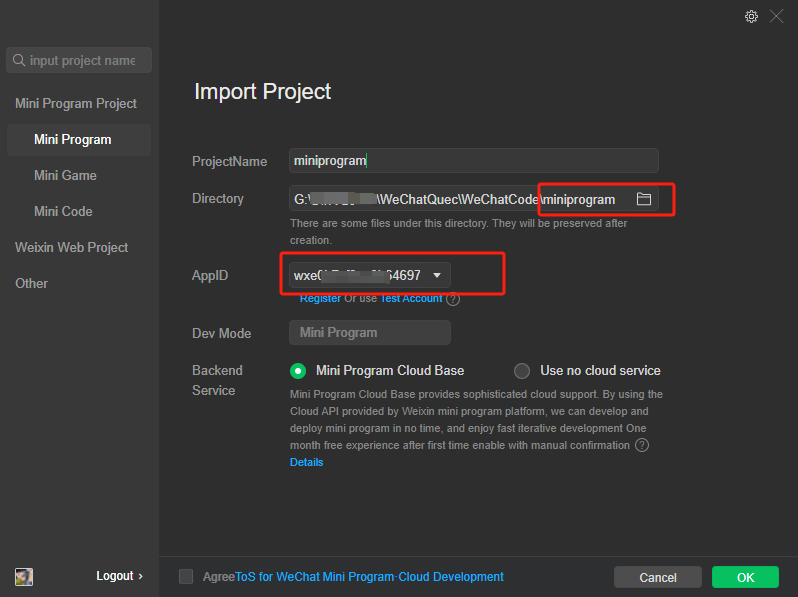 input project name
Import Project
Mini Program Project
Mini Program
Mini Game
Mini Code
Weixin Web Project
Other
ProjectName
miniprogram
Directory
G:\ \WeChatQuec\WeChatCode\miniprogram
There are some files under this directory. They will be preserved after
creation.
AppID
wxe 64697
Register Or use Test Account ?
Dev Mode
Mini Program
Backend
Service
Mini Program Cloud Base
Use no cloud service
Mini Program Cloud Base provides sophisticated cloud support. By using the
Cloud API provided by Weixin mini program platform, we can develop and
deploy mini program in no time, and enjoy fast iterative development One
month free experience after first time enable with manual confirmation ?
Details
Logout ›
AgreeToS for WeChat Mini Program·Cloud Development
Cancel
OK